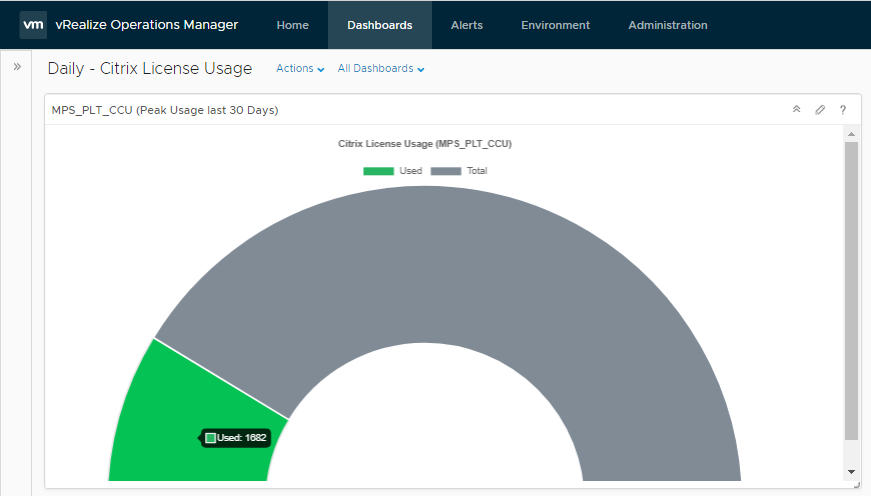 vm vRealize Operations Manager Home Dashboards Alerts Environment Administration
» Daily - Citrix License Usage Actions All Dashboards
MPS_PLT_CCU (Peak Usage last 30 Days) ?
Citrix License Usage (MPS_PLT_CCU)
Used Total
Used: 1682